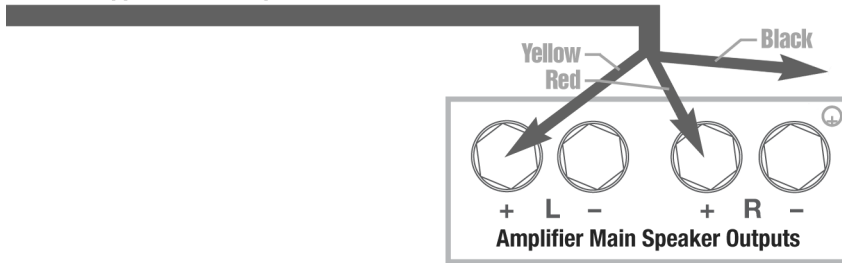 Black
Yellow
Red
+ L − + R −
Amplifier Main Speaker Outputs